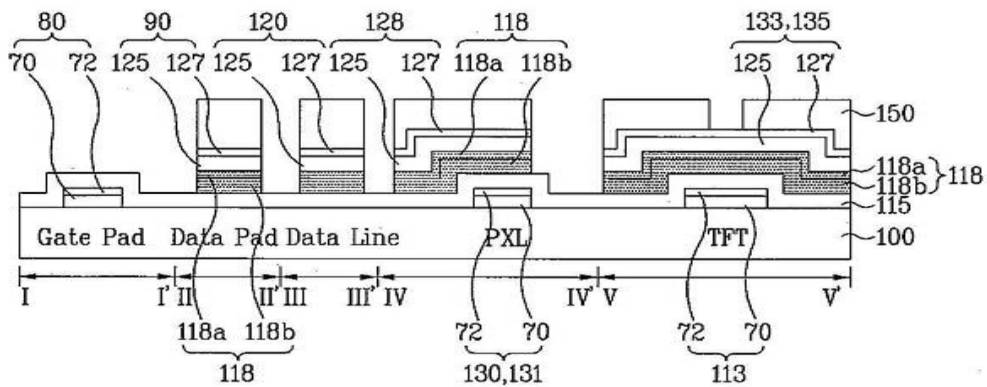 80 90 120 128 118 133,135
70 72 125 127 125 127 125 127 118a 118b 125 127
150
118a
118b 118
115
Gate Pad Data Pad Data Line PXL TFT 100
I I' II II' III III' IV IV' V V'
118a 118b 72 70 72 70
118 130,131 113